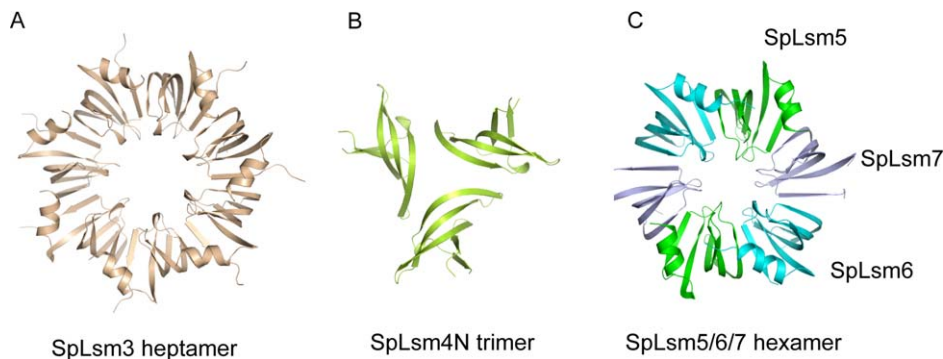 A
B
C
SpLsm5
SpLsm7
SpLsm6
SpLsm3 heptamer
SpLsm4N trimer
SpLsm5/6/7 hexamer